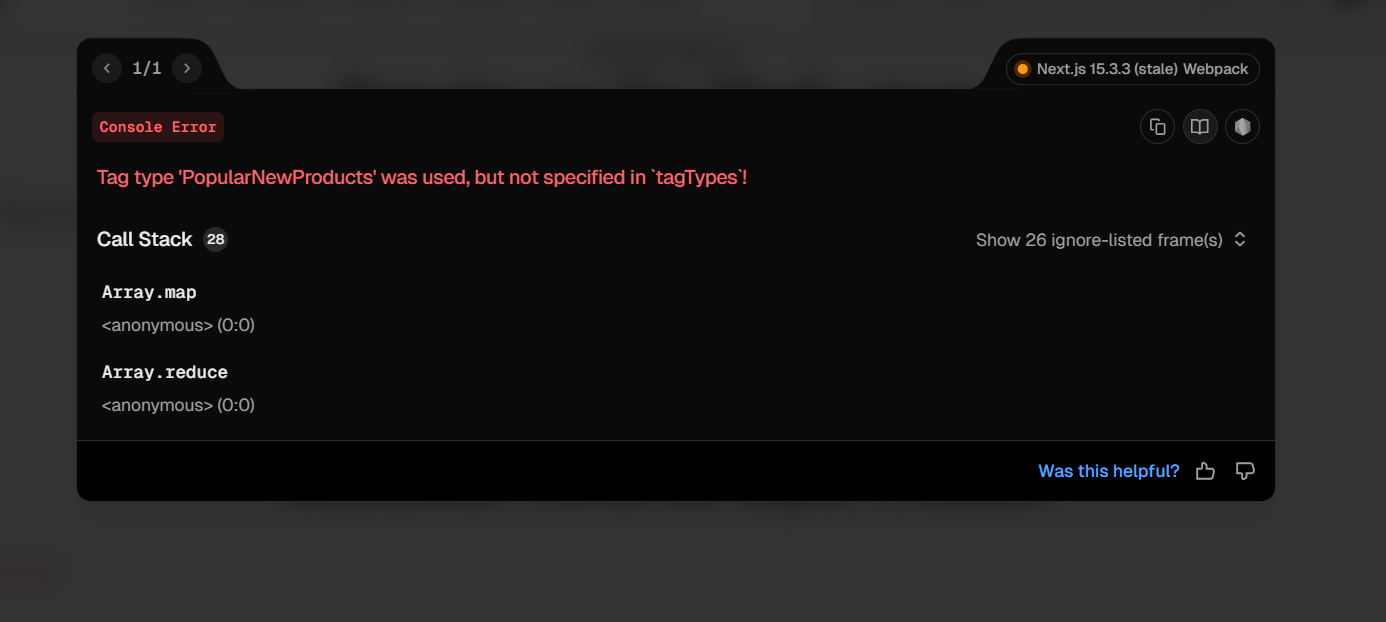 1/1
Next.js 15.3.3 (stale) Webpack
Console Error
Tag type 'PopularNewProducts' was used, but not specified in `tagTypes`!
Call Stack 28
Show 26 ignore-listed frame(s)
Array.map
<anonymous> (0:0)
Array.reduce
<anonymous> (0:0)
Was this helpful?